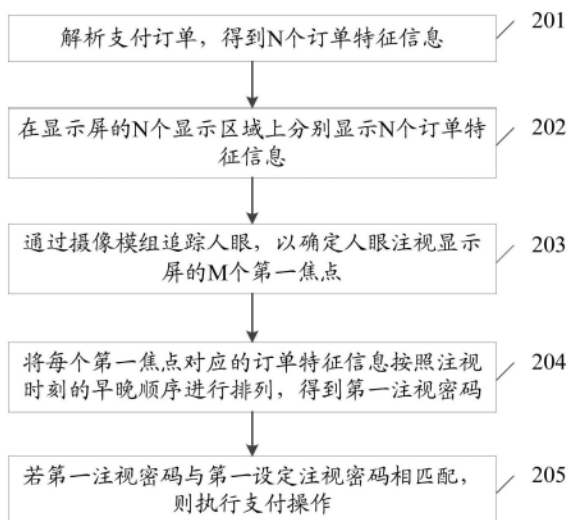 解析支付订单，得到N个订单特征信息
201
在显示屏的N个显示区域上分别显示N个订单特
征信息
202
通过摄像模组追踪人眼，以确定人眼注视显示
屏的M个第一焦点
203
将每个第一焦点对应的订单特征信息按照注视
时刻的早晚顺序进行排列，得到第一注视密码
204
若第一注视密码与第一设定注视密码相匹配，
则执行支付操作
205